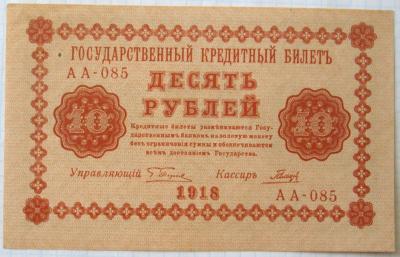 ГОСУДАРСТВЕННЫЙ КРЕДИТНЫЙ БИЛЕТЪ
АА-085
ДЕСЯТЬ
РУБЛЕЙ
10 10
Кредитные билеты размѣниваются Госу-
дарственнымъ банкомъ на золотую монету
безъ ограниченія суммы и обезпечиваются
всѣмъ достояніемъ Государства.
Управляющій Кассиръ
1918
АА-085